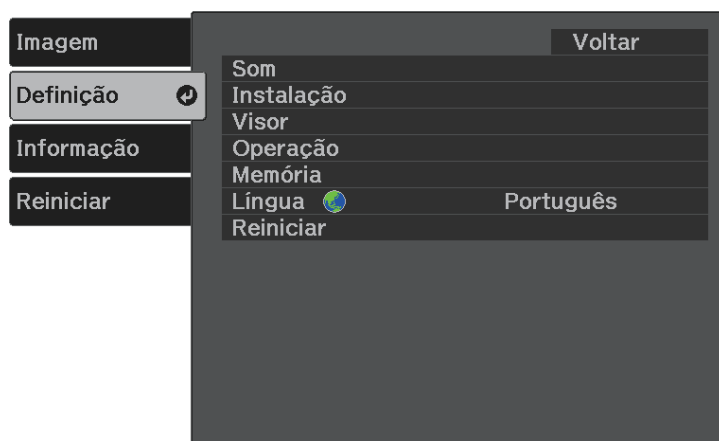 Imagem
Definição
Informação
Reiniciar
Voltar
Som
Instalação
Visor
Operação
Memória
Língua Português
Reiniciar